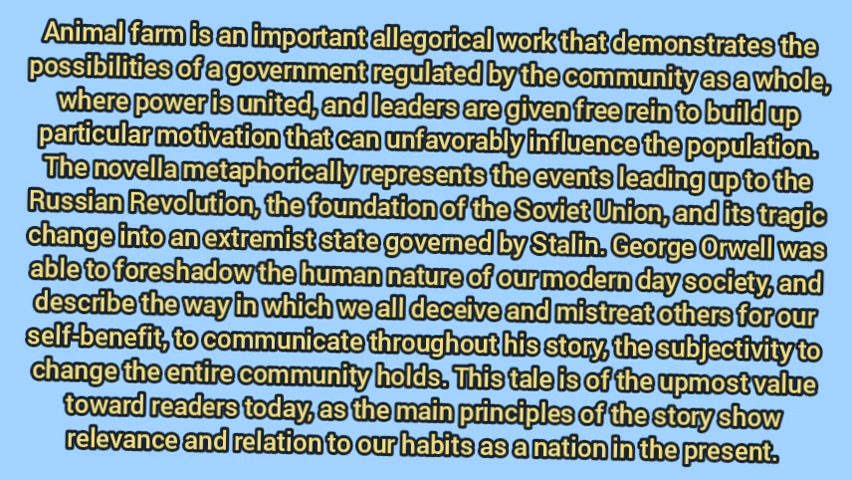 Animal farm is an important allegorical work that demonstrates the
possibilities of a government regulated by the community as a whole,
where power is united, and leaders are given free rein to build up
particular motivation that can unfavorably influence the population.
The novella metaphorically represents the events leading up to the
Russian Revolution, the foundation of the Soviet Union, and its tragic
change into an extremist state governed by Stalin. George Orwell was
able to foreshadow the human nature of our modern day society, and
describe the way in which we all deceive and mistreat others for our
self-benefit, to communicate throughout his story, the subjectivity to
change the entire community holds. This tale is of the upmost value
toward readers today, as the main principles of the story show
relevance and relation to our habits as a nation in the present.